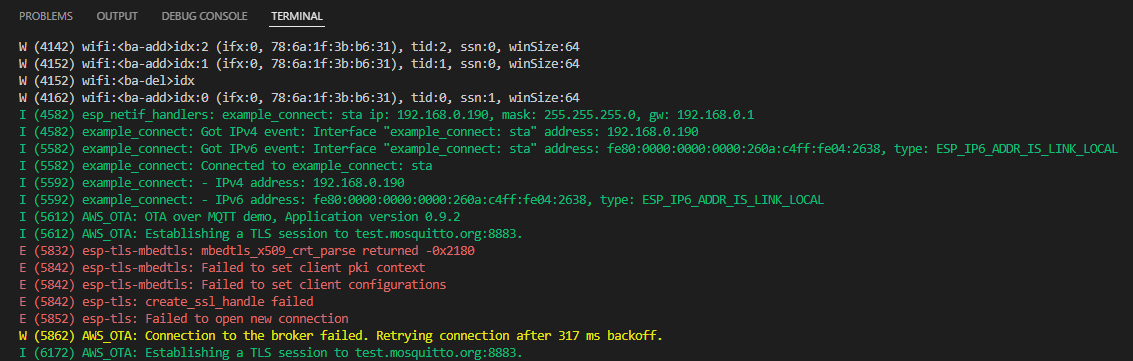 PROBLEMS OUTPUT DEBUG CONSOLE TERMINAL
W (4142) wifi:<ba-add>idx:2 (ifx:0, 78:6a:1f:3b:b6:31), tid:2, ssn:0, winSize:64
W (4152) wifi:<ba-add>idx:1 (ifx:0, 78:6a:1f:3b:b6:31), tid:1, ssn:0, winSize:64
W (4152) wifi:<ba-del>idx
W (4162) wifi:<ba-add>idx:0 (ifx:0, 78:6a:1f:3b:b6:31), tid:0, ssn:1, winSize:64
I (4582) esp_netif_handlers: example_connect: sta ip: 192.168.0.190, mask: 255.255.255.0, gw: 192.168.0.1
I (4582) example_connect: Got IPv4 event: Interface "example_connect: sta" address: 192.168.0.190
I (5582) example_connect: Got IPv6 event: Interface "example_connect: sta" address: fe80:0000:0000:0000:260a:c4ff:fe04:2638, type: ESP_IP6_ADDR_IS_LINK_LOCAL
I (5582) example_connect: Connected to example_connect: sta
I (5592) example_connect: - IPv4 address: 192.168.0.190
I (5592) example_connect: - IPv6 address: fe80:0000:0000:0000:260a:c4ff:fe04:2638, type: ESP_IP6_ADDR_IS_LINK_LOCAL
I (5612) AWS_OTA: OTA over MQTT demo, Application version 0.9.2
I (5612) AWS_OTA: Establishing a TLS session to test.mosquitto.org:8883.
E (5832) esp-tls-mbedtls: mbedtls_x509_crt_parse returned -0x2180
E (5842) esp-tls-mbedtls: Failed to set client pki context
E (5842) esp-tls-mbedtls: Failed to set client configurations
E (5842) esp-tls: create_ssl_handle failed
E (5852) esp-tls: Failed to open new connection
W (5862) AWS_OTA: Connection to the broker failed. Retrying connection after 317 ms backoff.
I (6172) AWS_OTA: Establishing a TLS session to test.mosquitto.org:8883.